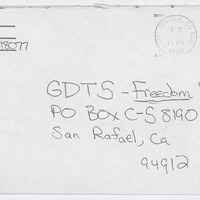 GDTS - Freedom
PO Box C-S 8190
San Rafael, Ca
94912